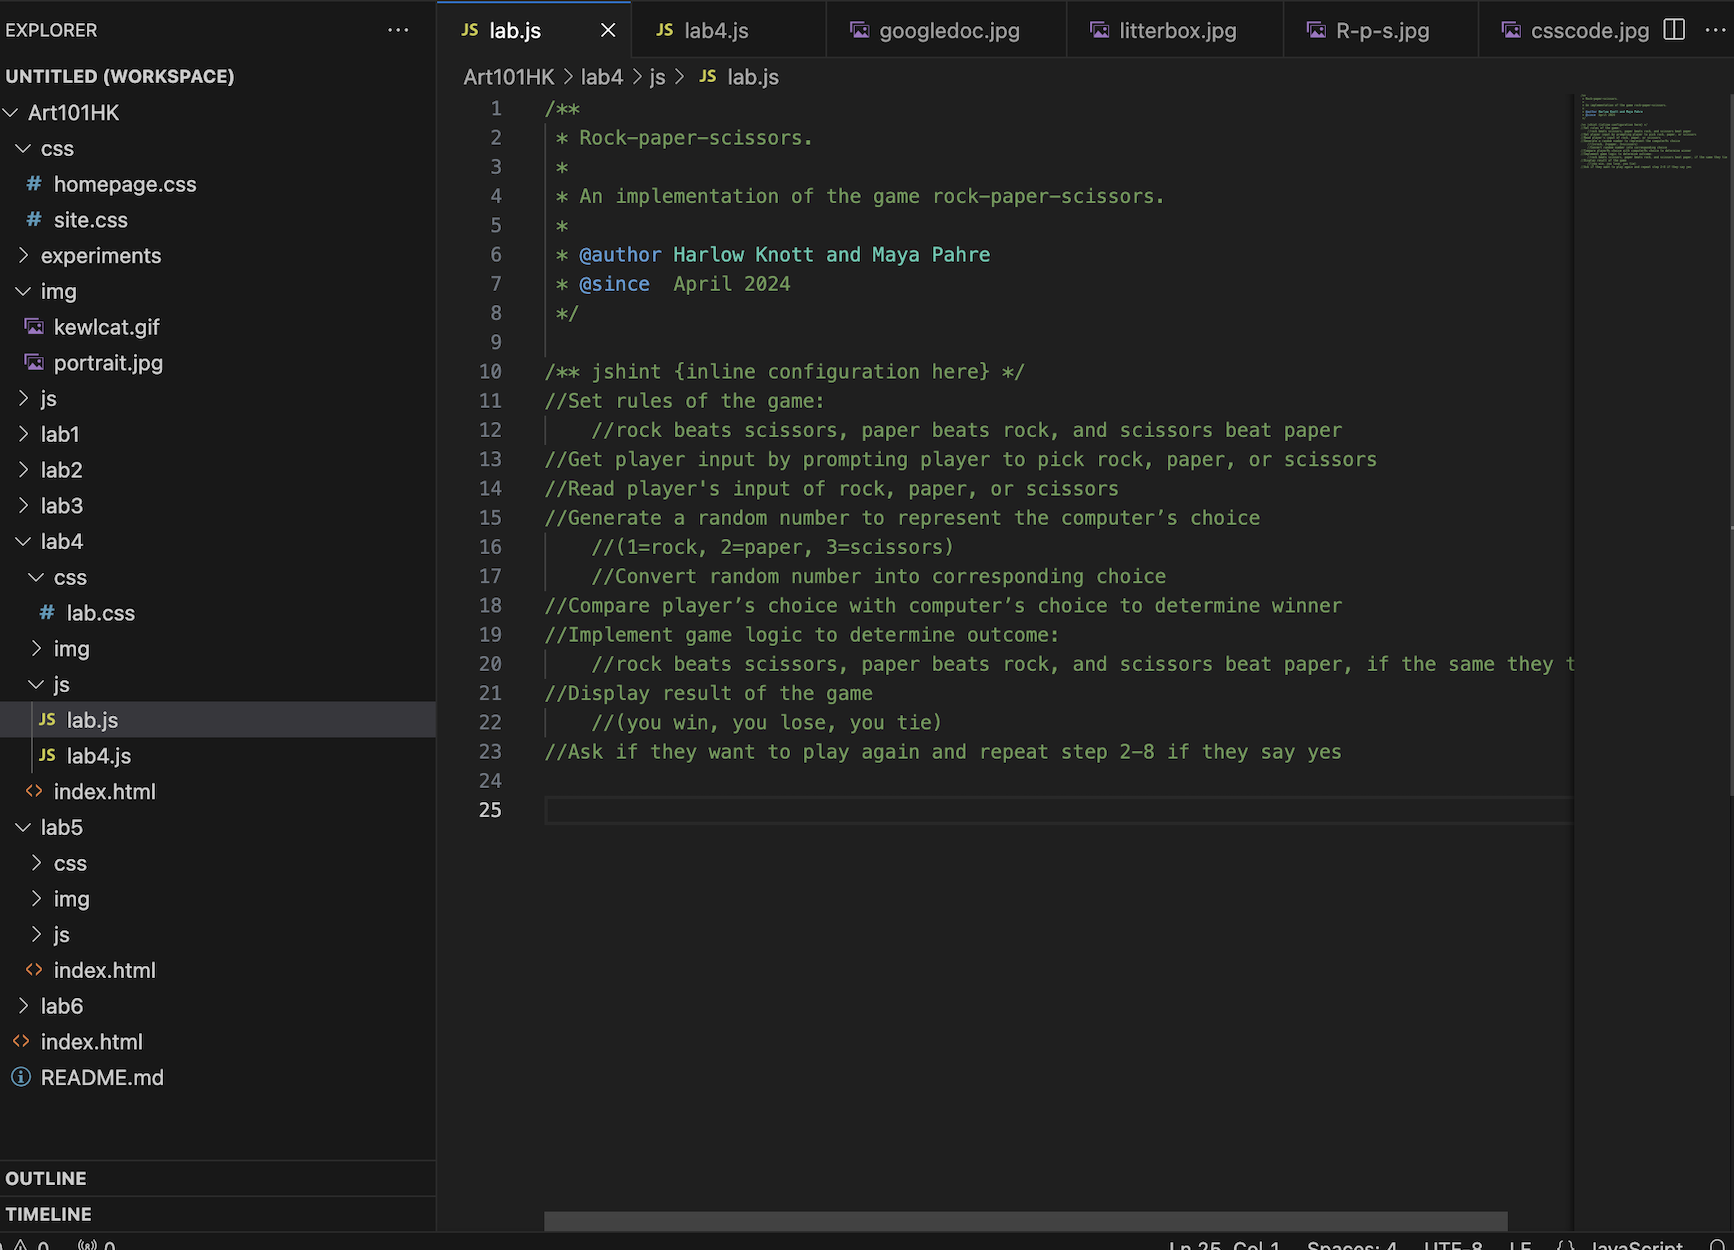 EXPLORER
UNTITLED (WORKSPACE)
Art101HK
css
# homepage.css
# site.css
experiments
img
kewlcat.gif
portrait.jpg
js
lab1
lab2
lab3
lab4
css
# lab.css
img
js
JS lab.js
JS lab4.js
<> index.html
lab5
css
img
js
<> index.html
lab6
<> index.html
README.md
OUTLINE
TIMELINE
JS lab.js
JS lab4.js
googledoc.jpg
litterbox.jpg
R-p-s.jpg
csscode.jpg
Art101HK > lab4 > js > JS lab.js
1 /**
2 * Rock-paper-scissors.
3 *
4 * An implementation of the game rock-paper-scissors.
5 *
6 * @author Harlow Knott and Maya Pahre
7 * @since  April 2024
8 */
9
10 /** jshint {inline configuration here} */
11 //Set rules of the game:
12 //rock beats scissors, paper beats rock, and scissors beat paper
13 //Get player input by prompting player to pick rock, paper, or scissors
14 //Read player's input of rock, paper, or scissors
15 //Generate a random number to represent the computer’s choice
16 //(1=rock, 2=paper, 3=scissors)
17 //Convert random number into corresponding choice
18 //Compare player’s choice with computer’s choice to determine winner
19 //Implement game logic to determine outcome:
20 //rock beats scissors, paper beats rock, and scissors beat paper, if the same they t
21 //Display result of the game
22 //(you win, you lose, you tie)
23 //Ask if they want to play again and repeat step 2-8 if they say yes
24
25
0 0 Ln 25, Col 1 Spaces: 4 UTF-8 LF {} JavaScript